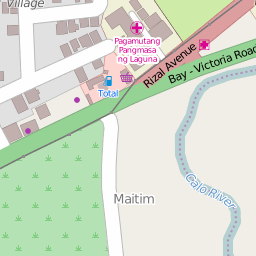 Village
Pagamutang
Pangmasa
ng Laguna
Rizal Avenue
Bay - Victoria Road
Total
Maitim
Calo River